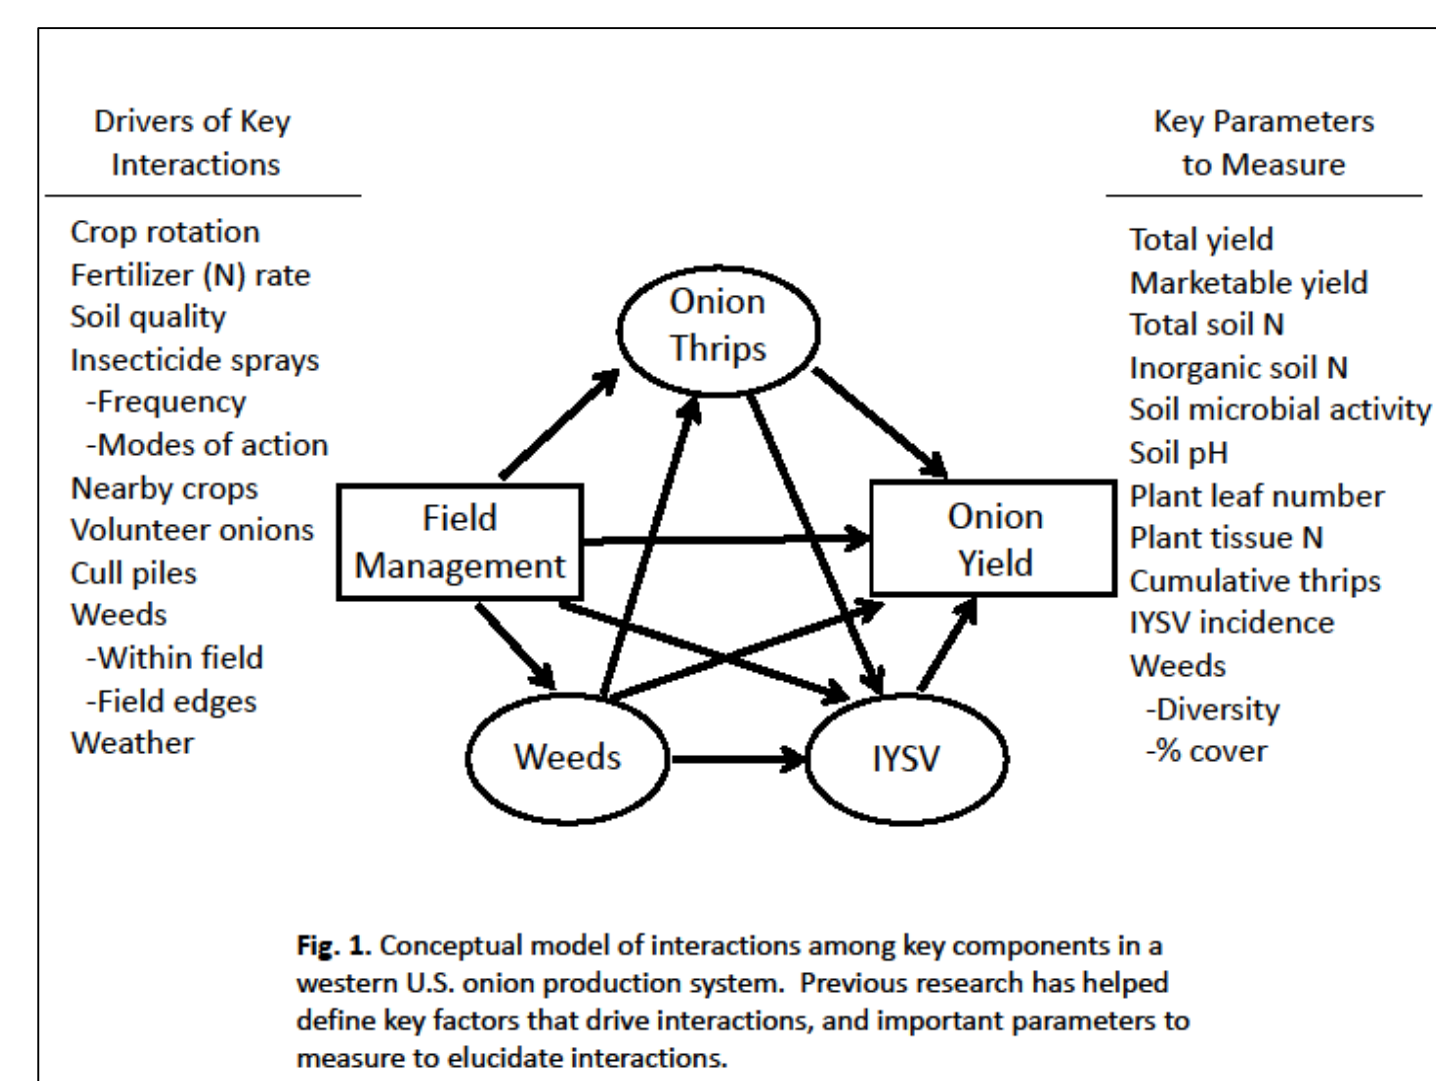 Drivers of Key
Interactions
Crop rotation
Fertilizer (N) rate
Soil quality
Insecticide sprays
-Frequency
-Modes of action
Nearby crops
Volunteer onions
Cull piles
Weeds
-Within field
-Field edges
Weather
Onion
Thrips
Field
Management
Onion
Yield
Weeds
IYSV
Key Parameters
to Measure
Total yield
Marketable yield
Total soil N
Inorganic soil N
Soil microbial activity
Soil pH
Plant leaf number
Plant tissue N
Cumulative thrips
IYSV incidence
Weeds
-Diversity
-% cover
Fig. 1. Conceptual model of interactions among key components in a
western U.S. onion production system. Previous research has helped
define key factors that drive interactions, and important parameters to
measure to elucidate interactions.